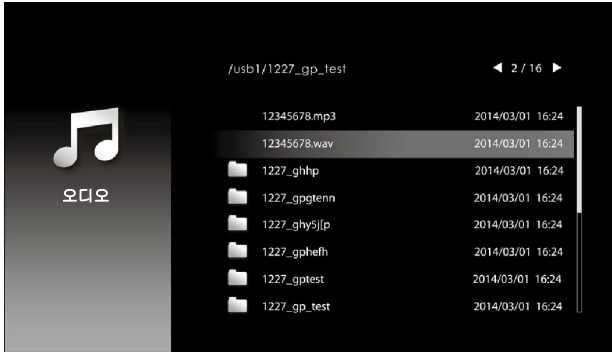 /usb1/1227_gp_test ◀ 2 / 16 ▶
12345678.mp3 2014/03/01 16:24
12345678.wav 2014/03/01 16:24
1227_ghhp 2014/03/01 16:24
오디오
1227_gpgtenn 2014/03/01 16:24
1227_ghy5j[p 2014/03/01 16:24
1227_gphefh 2014/03/01 16:24
1227_gptest 2014/03/01 16:24
1227_gp_test 2014/03/01 16:24